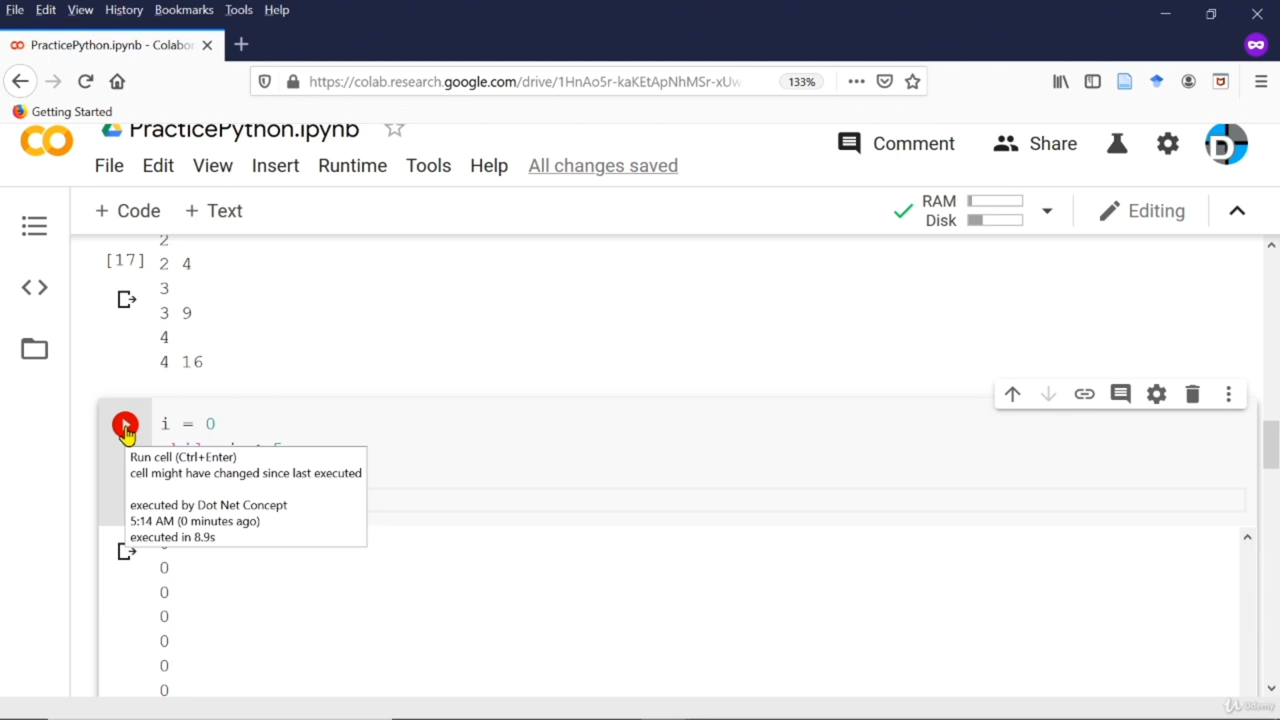 File Edit View History Bookmarks Tools Help
PracticePython.ipynb - Colabor
https://colab.research.google.com/drive/1HnAo5r-kaKEtApNhMSr-xUw 133%
Getting Started
PracticePython.ipynb
Comment Share
File Edit View Insert Runtime Tools Help All changes saved
+ Code + Text RAM Disk Editing
2
[17] 2 4
3
3 9
4
4 16
i = 0
Run cell (Ctrl+Enter)
cell might have changed since last executed
executed by Dot Net Concept
5:14 AM (0 minutes ago)
executed in 8.9s
0
0
0
0
0
0
Udemy